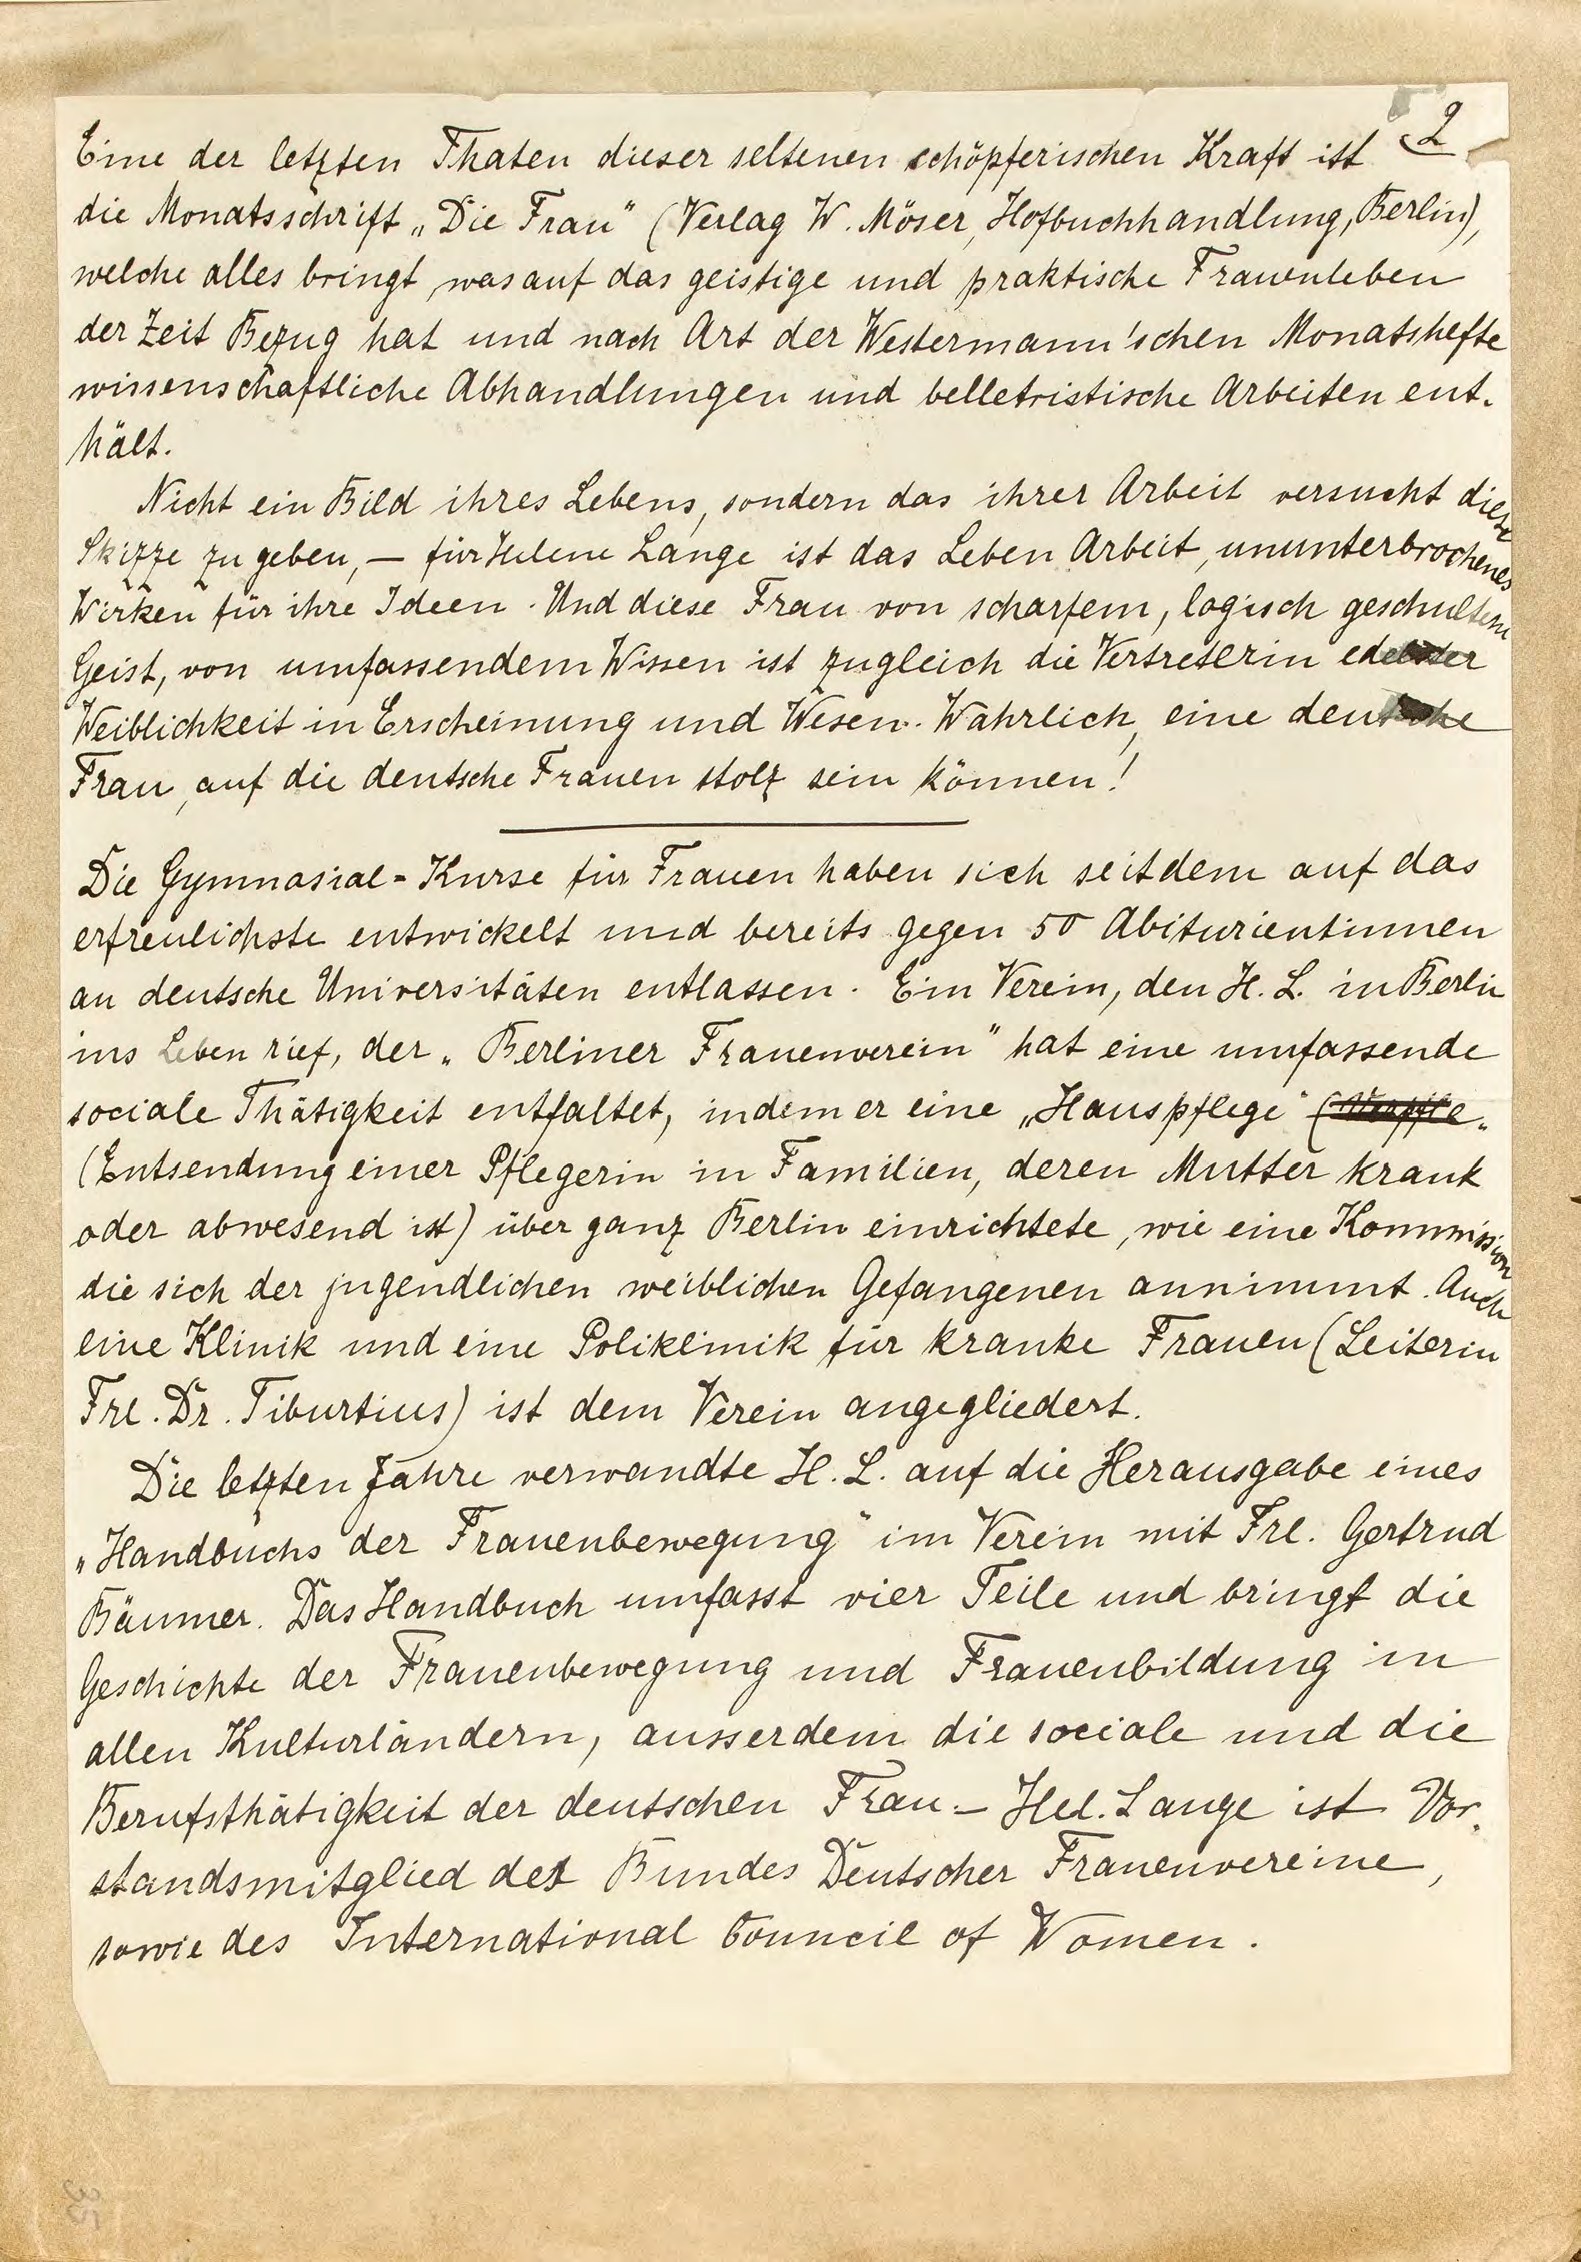 2
Eine der letzten Thaten dieser seltenen schöpferischen Kraft ist
die Monatsschrift „Die Frau“ (Verlag W. Möser, Hofbuchhandlung, Berlin),
welche alles bringt, was auf das geistige und praktische Frauenleben
der Zeit Bezug hat und nach Art der Westermann'schen Monatshefte
wissenschaftliche Abhandlungen und belletristische Arbeiten ent-
hält.
Nicht ein Bild ihres Lebens, sondern das ihrer Arbeit versucht diese
Skizze zu geben, — für Helene Lange ist das Leben Arbeit, ununterbrochenes
Wirken für ihre Ideen. Und diese Frau von scharfem, logisch geschultem
Geist, von umfassendem Wissen ist zugleich die Vertreterin edelster
Weiblichkeit in Erscheinung und Wesen. Wahrlich, eine deutsche
Frau, auf die deutsche Frauen stolz sein können!
Die Gymnasial-Kurse für Frauen haben sich seitdem auf das
erfreulichste entwickelt und bereits gegen 50 Abiturientinnen
an deutsche Universitäten entlassen. Ein Verein, den H. L. in Berlin
ins Leben rief, der „Berliner Frauenverein“ hat eine umfassende
sociale Thätigkeit entfaltet, indem er eine „Hauspflege“
(Entsendung einer Pflegerin in Familien, deren Mutter krank
oder abwesend ist) über ganz Berlin einrichtete, wie eine Kommission
die sich der jugendlichen weiblichen Gefangenen annimmt. Auch
eine Klinik und eine Poliklinik für kranke Frauen (Leiterin
Frl. Dr. Tiburtius) ist dem Verein angegliedert.
Die letzten Jahre verwandte H. L. auf die Herausgabe eines
„Handbuchs der Frauenbewegung“ im Verein mit Frl. Gertrud
Bäumer. Das Handbuch umfasst vier Teile und bringt die
Geschichte der Frauenbewegung und Frauenbildung in
allen Kulturländern, ausserdem die sociale und die
Berufsthätigkeit der deutschen Frau. — Hel. Lange ist Vor-
standsmitglied des Bundes Deutscher Frauenvereine,
sowie des International Council of Women.
35